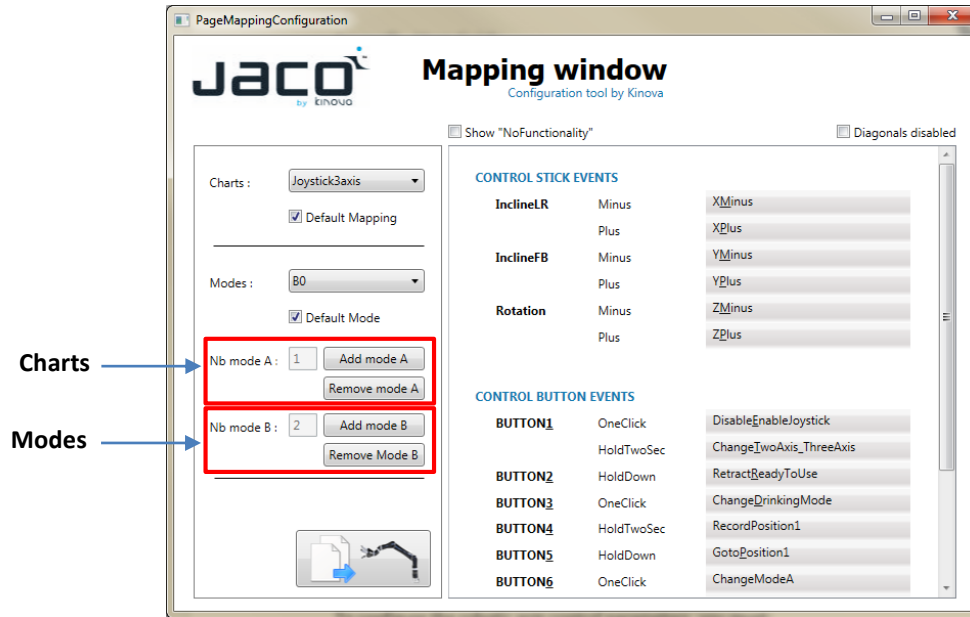 PageMappingConfiguration
JACO
by kinova
Mapping window
Configuration tool by Kinova
Show "NoFunctionality"
Diagonals disabled
Charts :
Joystick3axis
Default Mapping
Modes :
B0
Default Mode
Charts
Nb mode A :
1
Add mode A
Remove mode A
Modes
Nb mode B :
2
Add mode B
Remove Mode B
CONTROL STICK EVENTS
InclineLR Minus XMinus
Plus XPlus
InclineFB Minus YMinus
Plus YPlus
Rotation Minus ZMinus
Plus ZPlus
CONTROL BUTTON EVENTS
BUTTON1 OneClick DisableEnableJoystick
HoldTwoSec ChangeTwoAxis_ThreeAxis
BUTTON2 HoldDown RetractReadyToUse
BUTTON3 OneClick ChangeDrinkingMode
BUTTON4 HoldTwoSec RecordPosition1
BUTTON5 HoldDown GotoPosition1
BUTTON6 OneClick ChangeModeA